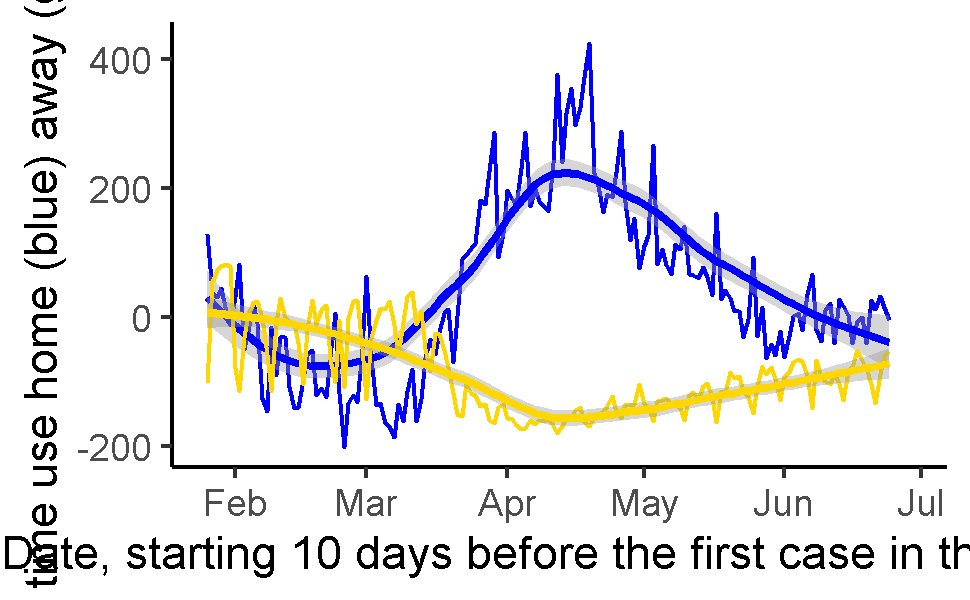 time use home (blue) away (
400
200
0
-200
Feb Mar Apr May Jun Jul
Date, starting 10 days before the first case in th